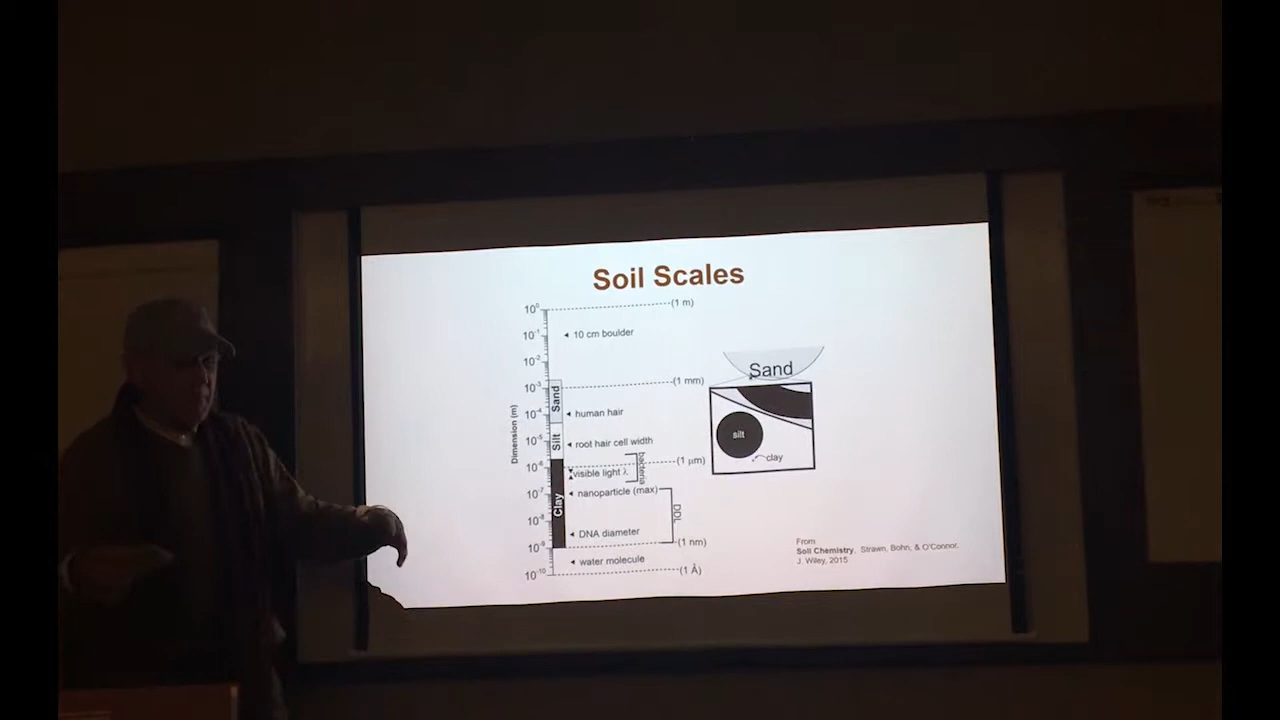 Soil Scales
10⁰
(1 m)
10⁻¹
10 cm boulder
10⁻²
10⁻³
(1 mm)
Sand
10⁻⁴
human hair
Silt
10⁻⁵
root hair cell width
10⁻⁶
(1 μm)
visible light λ
bacteria
10⁻⁷
nanoparticle (max)
Clay
DDL
10⁻⁸
DNA diameter
10⁻⁹
(1 nm)
water molecule
10⁻¹⁰
(1 Å)
Dimension (m)
Sand
silt
clay
From:
Soil Chemistry, Strawn, Bohn, & O'Connor,
J. Wiley, 2015